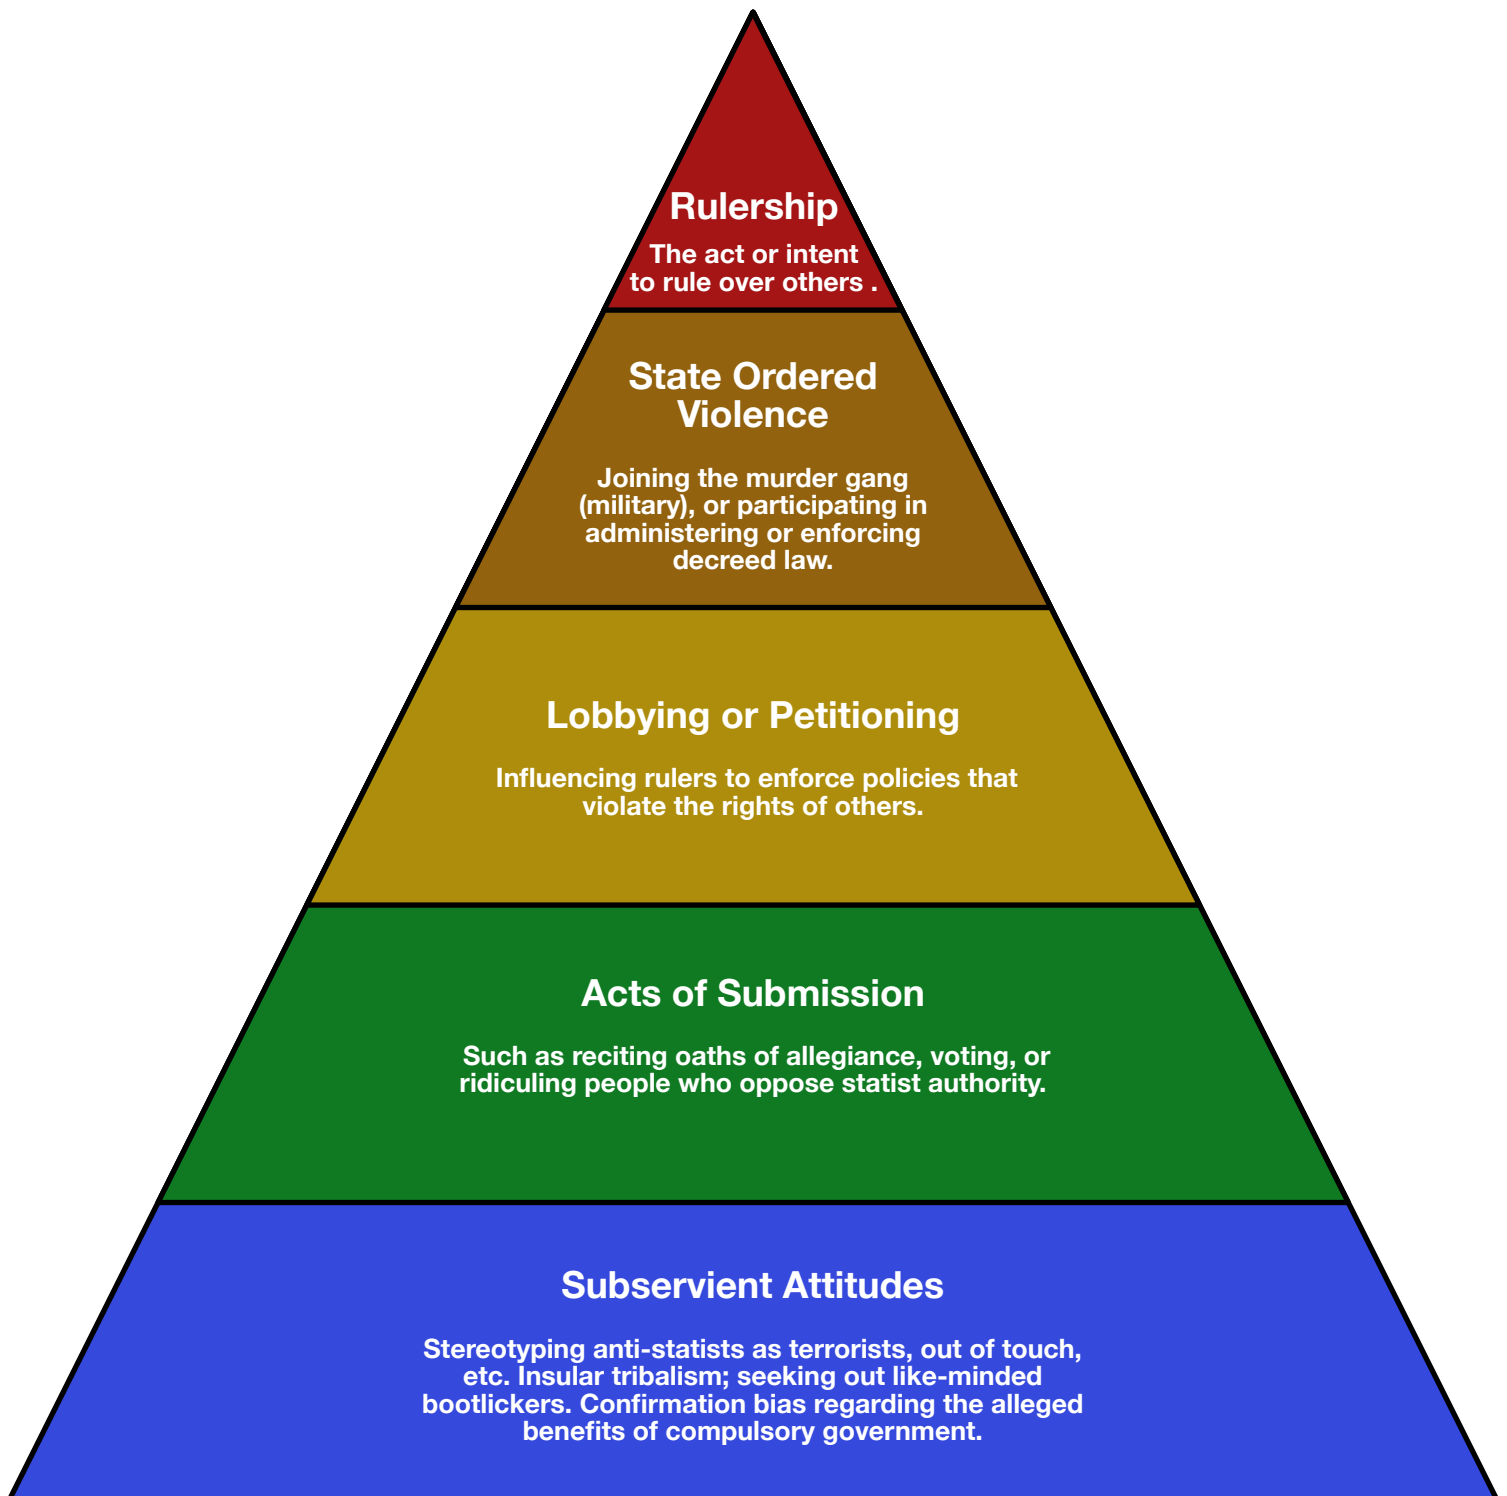 Rulership
The act or intent
to rule over others .
State Ordered
Violence
Joining the murder gang
(military), or participating in
administering or enforcing
decreed law.
Lobbying or Petitioning
Influencing rulers to enforce policies that
violate the rights of others.
Acts of Submission
Such as reciting oaths of allegiance, voting, or
ridiculing people who oppose statist authority.
Subservient Attitudes
Stereotyping anti-statists as terrorists, out of touch,
etc. Insular tribalism; seeking out like-minded
bootlickers. Confirmation bias regarding the alleged
benefits of compulsory government.